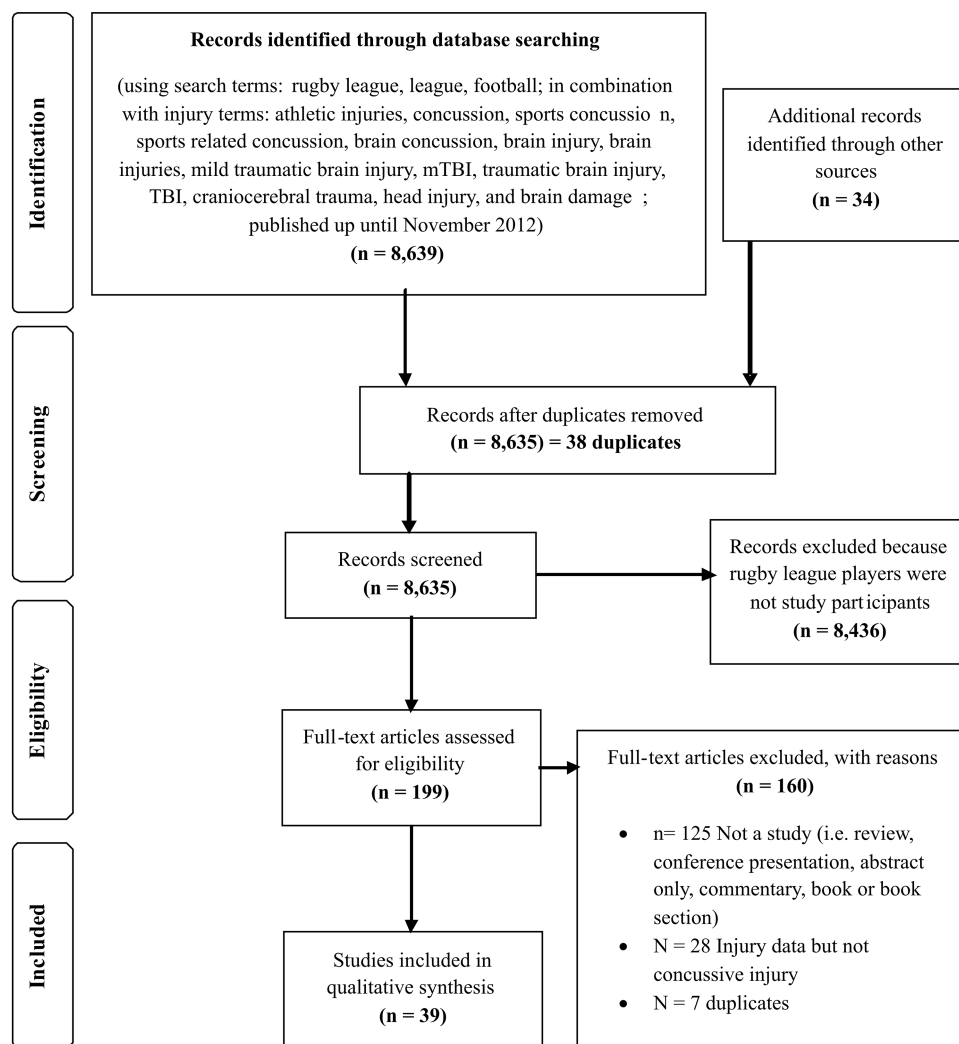 Identification
Records identified through database searching
(using search terms: rugby league, league, football; in combination
with injury terms: athletic injuries, concussion, sports concussio n,
sports related concussion, brain concussion, brain injury, brain
injuries, mild traumatic brain injury, mTBI, traumatic brain injury,
TBI, craniocerebral trauma, head injury, and brain damage ;
published up until November 2012)
(n = 8,639)
Additional records
identified through other
sources
(n = 34)
Screening
Records after duplicates removed
(n = 8,635) = 38 duplicates
Records screened
(n = 8,635)
Records excluded because
rugby league players were
not study participants
(n = 8,436)
Eligibility
Full-text articles assessed
for eligibility
(n = 199)
Full-text articles excluded, with reasons
(n = 160)
• n= 125 Not a study (i.e. review,
conference presentation, abstract
only, commentary, book or book
section)
• N = 28 Injury data but not
concussive injury
• N = 7 duplicates
Included
Studies included in
qualitative synthesis
(n = 39)